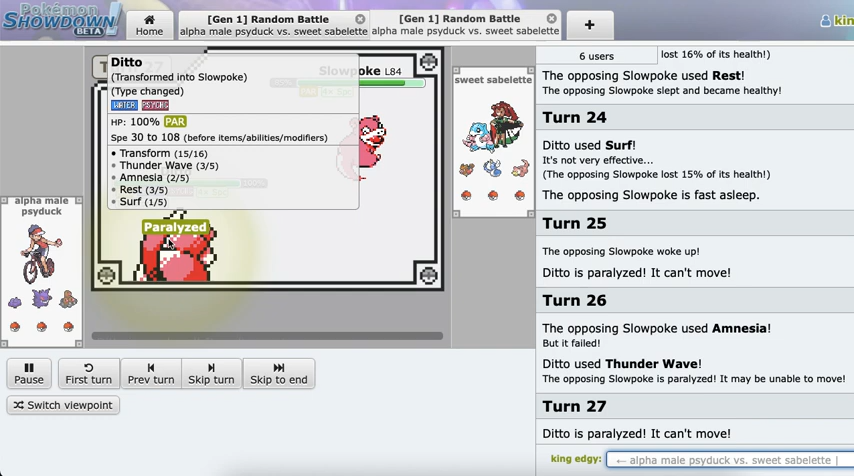 Pokémon
SHOWDOWN!
BETA!
Home
[Gen 1] Random Battle
alpha male psyduck vs. sweet sabelette
[Gen 1] Random Battle
alpha male psyduck vs. sweet sabelette
+
king
Ditto
(Transformed into Slowpoke)
(Type changed)
WATER PSYCHC
HP: 100% PAR
Spe 30 to 108 (before items/abilities/modifiers)
• Transform (15/16)
• Thunder Wave (3/5)
• Amnesia (2/5)
• Rest (3/5)
• Surf (1/5)
Slowpoke L84
Paralyzed
alpha male
psyduck
sweet sabelette
Pause
First turn
Prev turn
Skip turn
Skip to end
Switch viewpoint
6 users
lost 16% of its health!)
The opposing Slowpoke used Rest!
The opposing Slowpoke slept and became healthy!
Turn 24
Ditto used Surf!
It's not very effective...
(The opposing Slowpoke lost 15% of its health!)
The opposing Slowpoke is fast asleep.
Turn 25
The opposing Slowpoke woke up!
Ditto is paralyzed! It can't move!
Turn 26
The opposing Slowpoke used Amnesia!
But it failed!
Ditto used Thunder Wave!
The opposing Slowpoke is paralyzed! It may be unable to move!
Turn 27
Ditto is paralyzed! It can't move!
king edgy:
← alpha male psyduck vs. sweet sabelette |